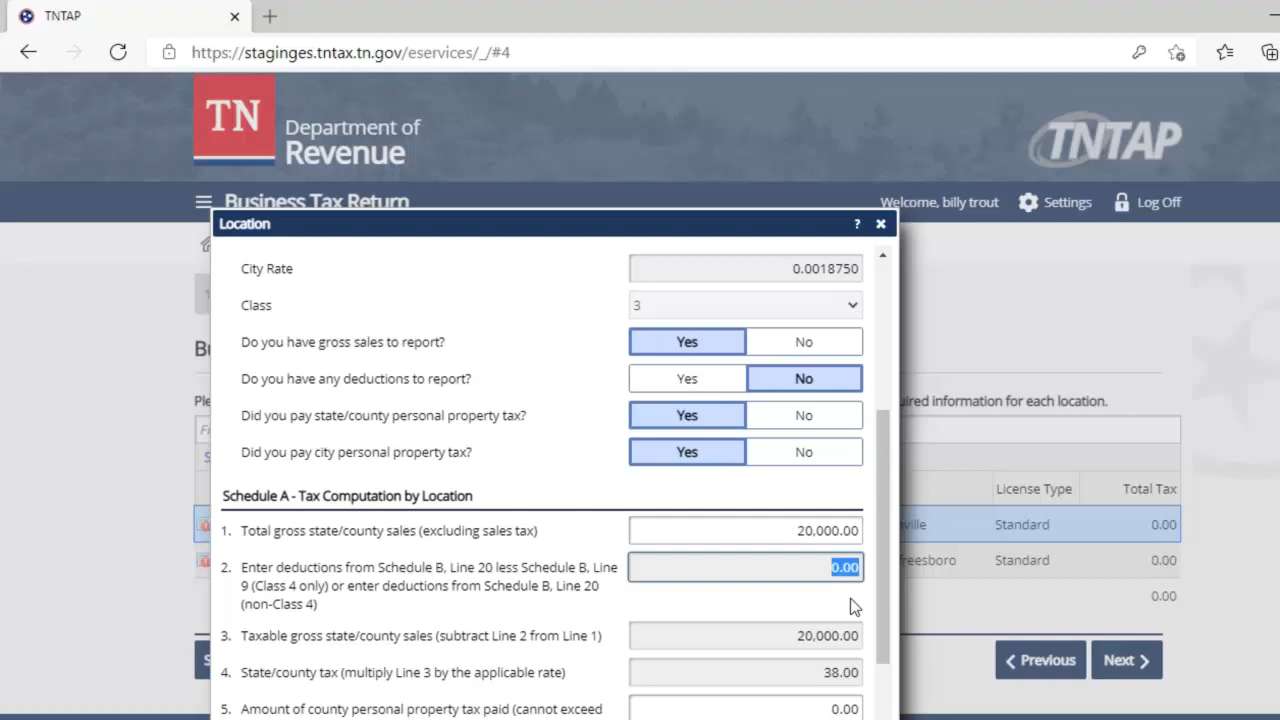 TNTAP
https://staginges.tntax.tn.gov/eservices/_/#4
TN
Department of
Revenue
TNTAP
Business Tax Return
Welcome, billy trout
Settings
Log Off
Location
?
City Rate
0.0018750
Class
3
Do you have gross sales to report?
Yes
No
Do you have any deductions to report?
Yes
No
Did you pay state/county personal property tax?
Yes
No
Did you pay city personal property tax?
Yes
No
Schedule A - Tax Computation by Location
1. Total gross state/county sales (excluding sales tax)
20,000.00
2. Enter deductions from Schedule B, Line 20 less Schedule B, Line
9 (Class 4 only) or enter deductions from Schedule B, Line 20
(non-Class 4)
0.00
3. Taxable gross state/county sales (subtract Line 2 from Line 1)
20,000.00
4. State/county tax (multiply Line 3 by the applicable rate)
38.00
5. Amount of county personal property tax paid (cannot exceed
0.00
information for each location.
License Type
Total Tax
Standard
0.00
Standard
0.00
0.00
Previous
Next